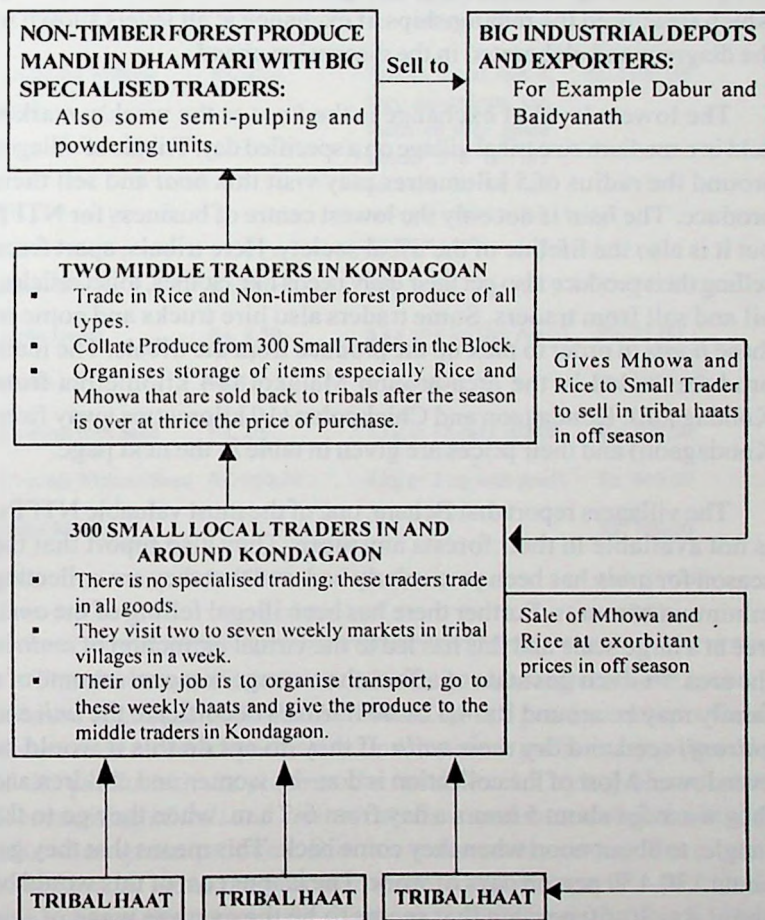 NON-TIMBER FOREST PRODUCE
MANDI IN DHAMTARI WITH BIG
SPECIALISED TRADERS:
Also some semi-pulping and
powdering units.
Sell to
BIG INDUSTRIAL DEPOTS
AND EXPORTERS:
For Example Dabur and
Baidyanath
TWO MIDDLE TRADERS IN KONDAGOAN
▪ Trade in Rice and Non-timber forest produce of all
types.
▪ Collate Produce from 300 Small Traders in the Block.
▪ Organises storage of items especially Rice and
Mhowa that are sold back to tribals after the season
is over at thrice the price of purchase.
Give Mhowa and
Rice to Small Trader
to sell in tribal haats
in off season
300 SMALL LOCAL TRADERS IN AND
AROUND KONDAGAON
▪ There is no specialised trading: these traders trade
in all goods.
▪ They visit two to seven weekly markets in tribal
villages in a week.
▪ Their only job is to organise transport, go to
these weekly haats and give the produce to the
middle traders in Kondagaon.
Sale of Mhowa and
Rice at exorbitant
prices in off season
TRIBAL HAAT
TRIBAL HAAT
TRIBAL HAAT